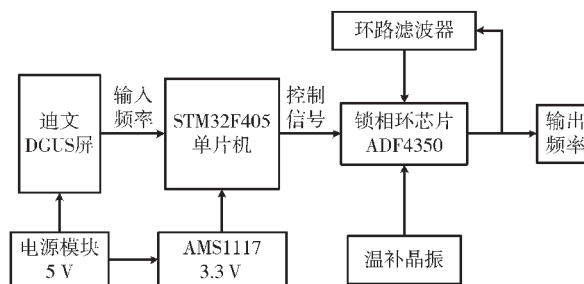 环路滤波器
迪文
DGUS屏
输入
频率
STM32F405
单片机
控制
信号
锁相环芯片
ADF4350
输出
频率
电源模块
5 V
AMS1117
3.3 V
温补晶振